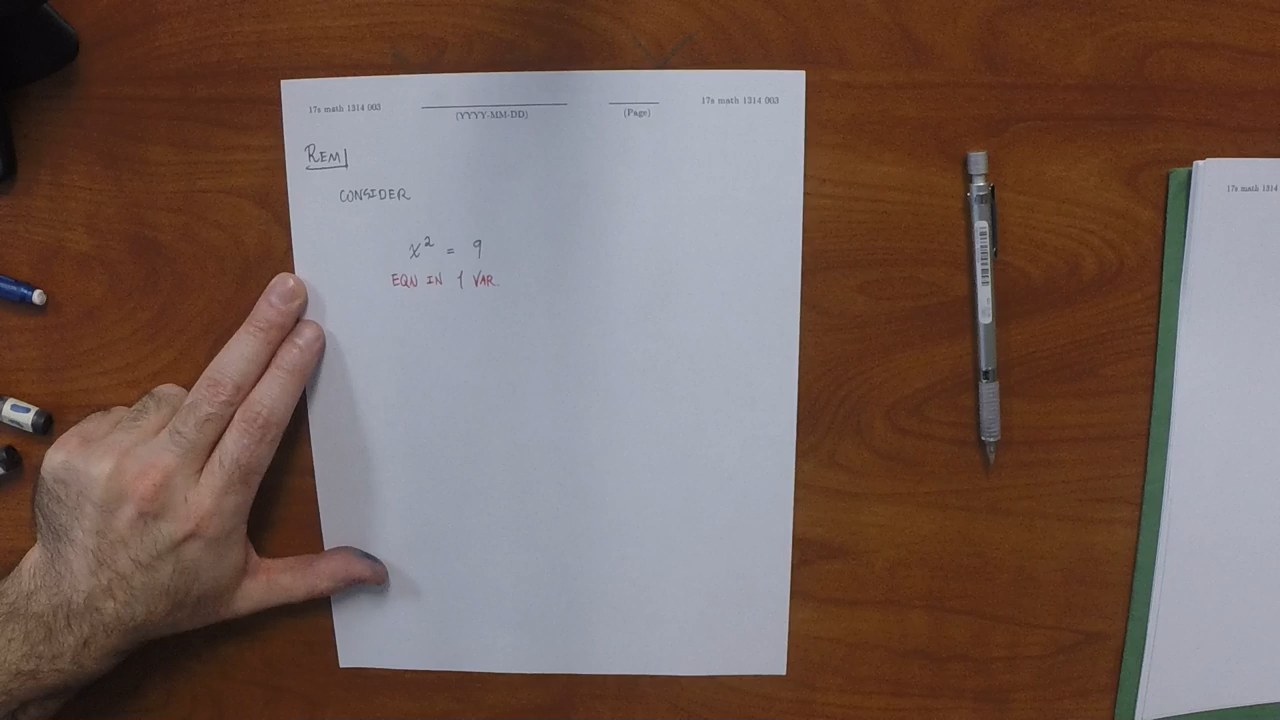 17s math 1314 003 (YYYY-MM-DD) (Page) 17s math 1314 003
REM
CONSIDER
x² = 9
EQN IN 1 VAR.
17s math 1314